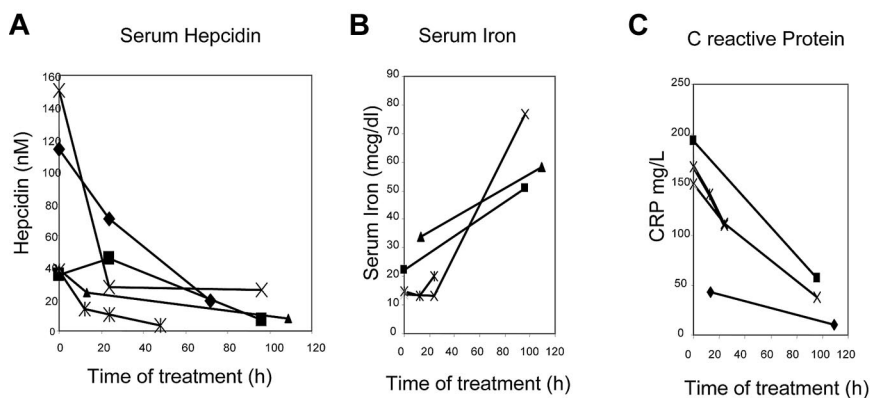 A
Serum Hepcidin
Hepcidin (nM)
160
140
120
100
80
60
40
20
0
0 20 40 60 80 100 120
Time of treatment (h)
B
Serum Iron
Serum Iron (mcg/dl)
90
80
70
60
50
40
30
20
10
0
0 20 40 60 80 100 120
Time of treatment (h)
C
C reactive Protein
CRP mg/L
250
200
150
100
50
0
0 20 40 60 80 100 120
Time of treatment (h)